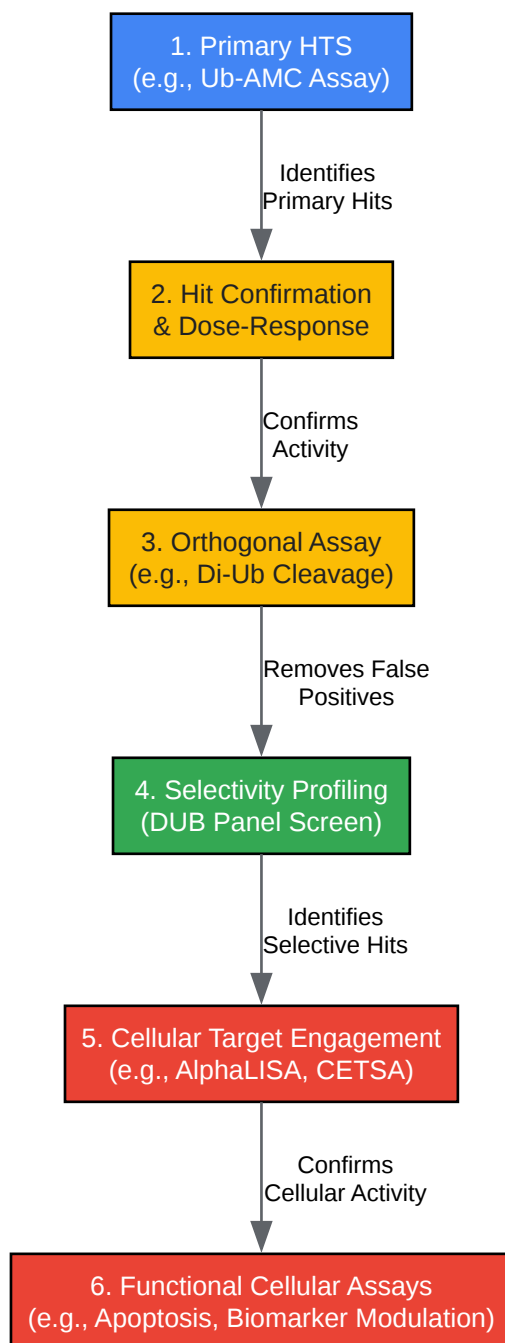 1. Primary HTS
(e.g., Ub-AMC Assay)
Identifies
Primary Hits
2. Hit Confirmation
& Dose-Response
Confirms
Activity
3. Orthogonal Assay
(e.g., Di-Ub Cleavage)
Removes False
Positives
4. Selectivity Profiling
(DUB Panel Screen)
Identifies
Selective Hits
5. Cellular Target Engagement
(e.g., AlphaLISA, CETSA)
Confirms
Cellular Activity
6. Functional Cellular Assays
(e.g., Apoptosis, Biomarker Modulation)